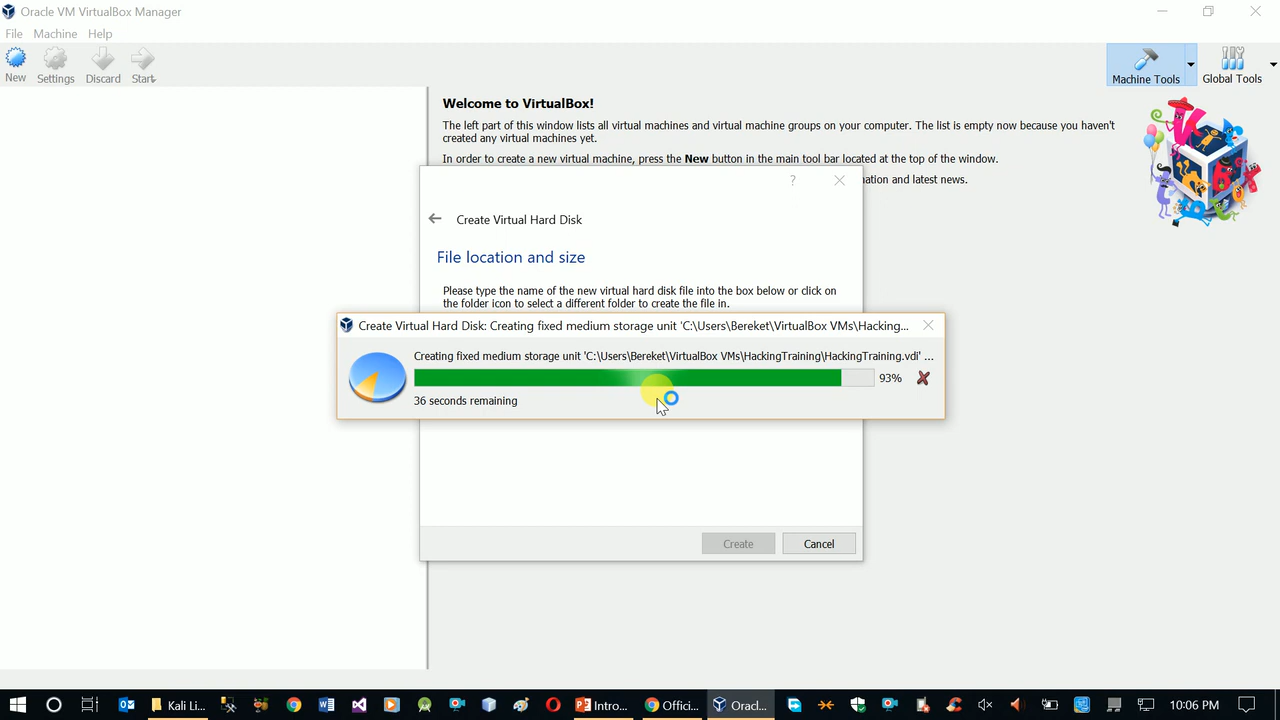 Oracle VM VirtualBox Manager
File Machine Help
New Settings Discard Start
Machine Tools Global Tools
Welcome to VirtualBox!
The left part of this window lists all virtual machines and virtual machine groups on your computer. The list is empty now because you haven't
created any virtual machines yet.
In order to create a new virtual machine, press the New button in the main tool bar located at the top of the window.
ation and latest news.
?
Create Virtual Hard Disk
File location and size
Please type the name of the new virtual hard disk file into the box below or click on
the folder icon to select a different folder to create the file in.
Create Virtual Hard Disk: Creating fixed medium storage unit 'C:\Users\Bereket\VirtualBox VMs\Hacking...
Creating fixed medium storage unit 'C:\Users\Bereket\VirtualBox VMs\HackingTraining\HackingTraining.vdi' ...
93%
36 seconds remaining
Create Cancel
Kali Li... Intro... Offici... Oracl... 10:06 PM